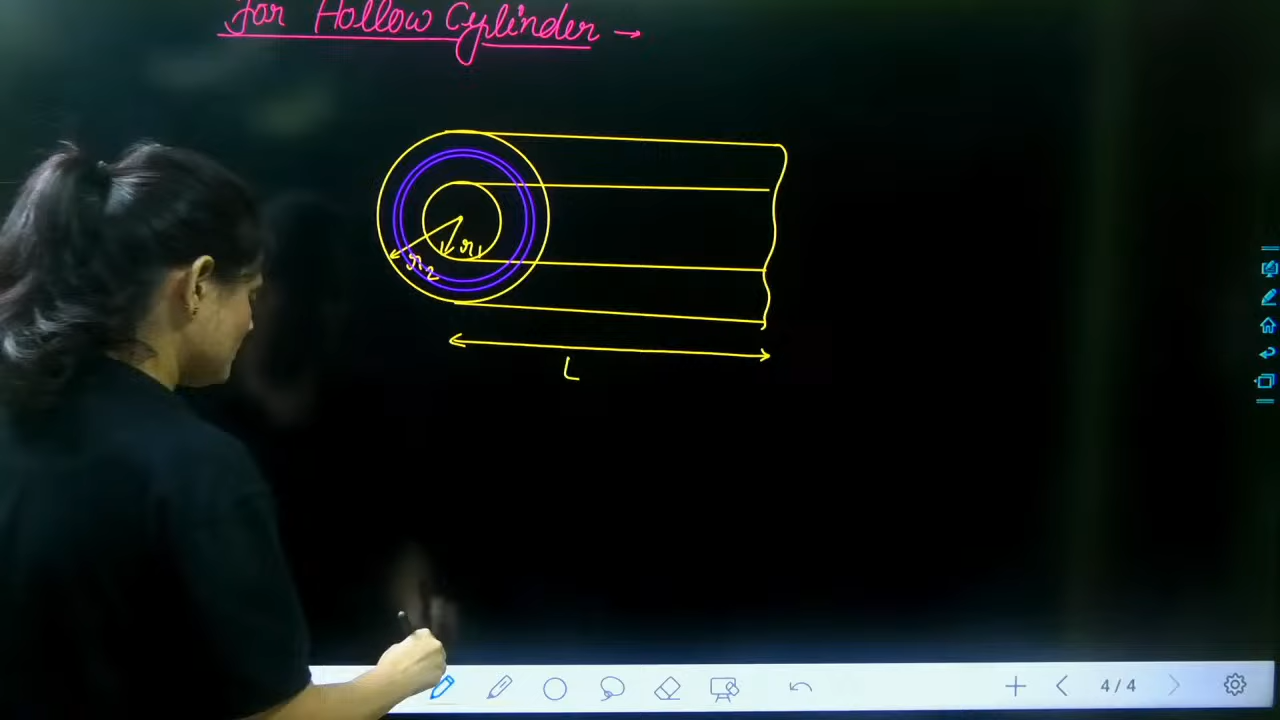 For Hollow Cylinder →
r1
r2
L
4/4